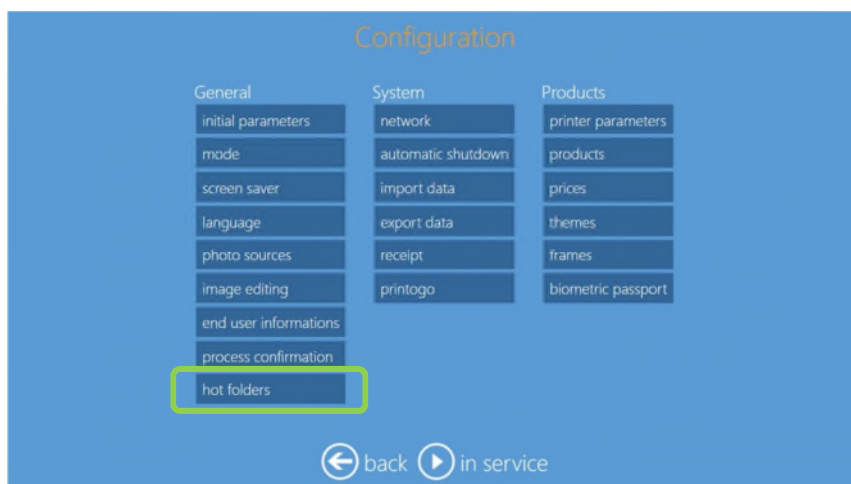 Configuration
General
initial parameters
mode
screen saver
language
photo sources
image editing
end user informations
process confirmation
hot folders
System
network
automatic shutdown
import data
export data
receipt
printogo
Products
printer parameters
products
prices
themes
frames
biometric passport
back in service